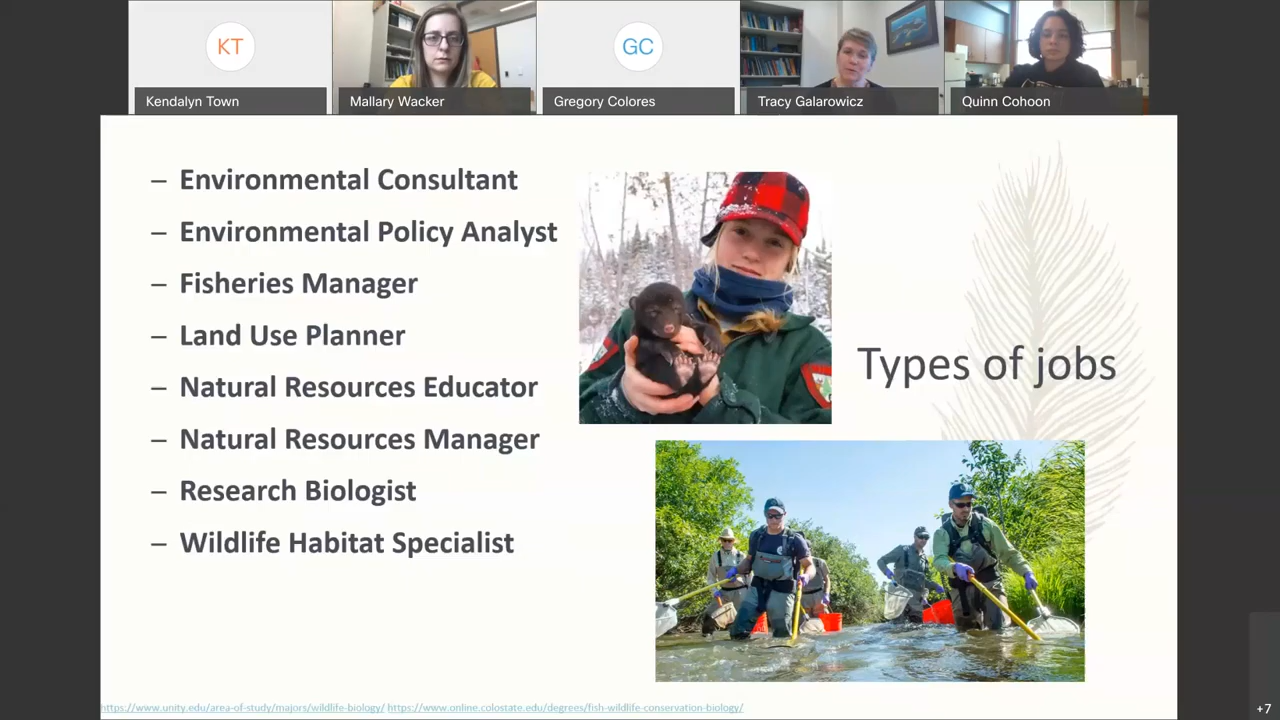 KT
GC
Kendalyn Town
Mallary Wacker
Gregory Colores
Tracy Galarowicz
Quinn Cohoon
– Environmental Consultant
– Environmental Policy Analyst
– Fisheries Manager
– Land Use Planner
– Natural Resources Educator
– Natural Resources Manager
– Research Biologist
– Wildlife Habitat Specialist
Types of jobs
https://www.unity.edu/area-of-study/majors/wildlife-biology/ https://www.online.colostate.edu/degrees/fish-wildlife-conservation-biology/
+7